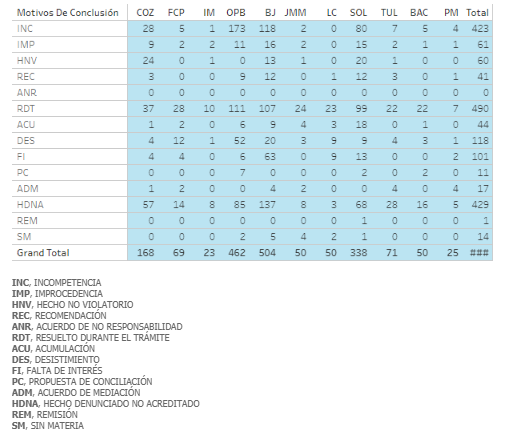 Motivos De Conclusión COZ FCP IM OPB BJ JMM LC SOL TUL BAC PM Total
INC 28 5 1 173 118 2 0 80 7 5 4 423
IMP 9 2 2 11 16 2 0 15 2 1 1 61
HNV 24 0 1 0 13 1 0 20 1 0 0 60
REC 3 0 0 9 12 0 1 12 3 0 1 41
ANR 0 0 0 0 0 0 0 0 0 0 0 0
RDT 37 28 10 111 107 24 23 99 22 22 7 490
ACU 1 2 0 6 9 4 3 18 0 1 0 44
DES 4 12 1 52 20 3 9 9 4 3 1 118
FI 4 4 0 6 63 0 9 13 0 0 2 101
PC 0 0 0 7 0 0 0 2 0 2 0 11
ADM 1 2 0 0 4 2 0 0 4 0 4 17
HDNA 57 14 8 85 137 8 3 68 28 16 5 429
REM 0 0 0 0 0 0 0 1 0 0 0 1
SM 0 0 0 2 5 4 2 1 0 0 0 14
Grand Total 168 69 23 462 504 50 50 338 71 50 25 ###
INC, INCOMPETENCIA
IMP, IMPROCEDENCIA
HNV, HECHO NO VIOLATORIO
REC, RECOMENDACIÓN
ANR, ACUERDO DE NO RESPONSABILIDAD
RDT, RESUELTO DURANTE EL TRÁMITE
ACU, ACUMULACIÓN
DES, DESISTIMIENTO
FI, FALTA DE INTERÉS
PC, PROPUESTA DE CONCILIACIÓN
ADM, ACUERDO DE MEDIACIÓN
HDNA, HECHO DENUNCIADO NO ACREDITADO
REM, REMISIÓN
SM, SIN MATERIA